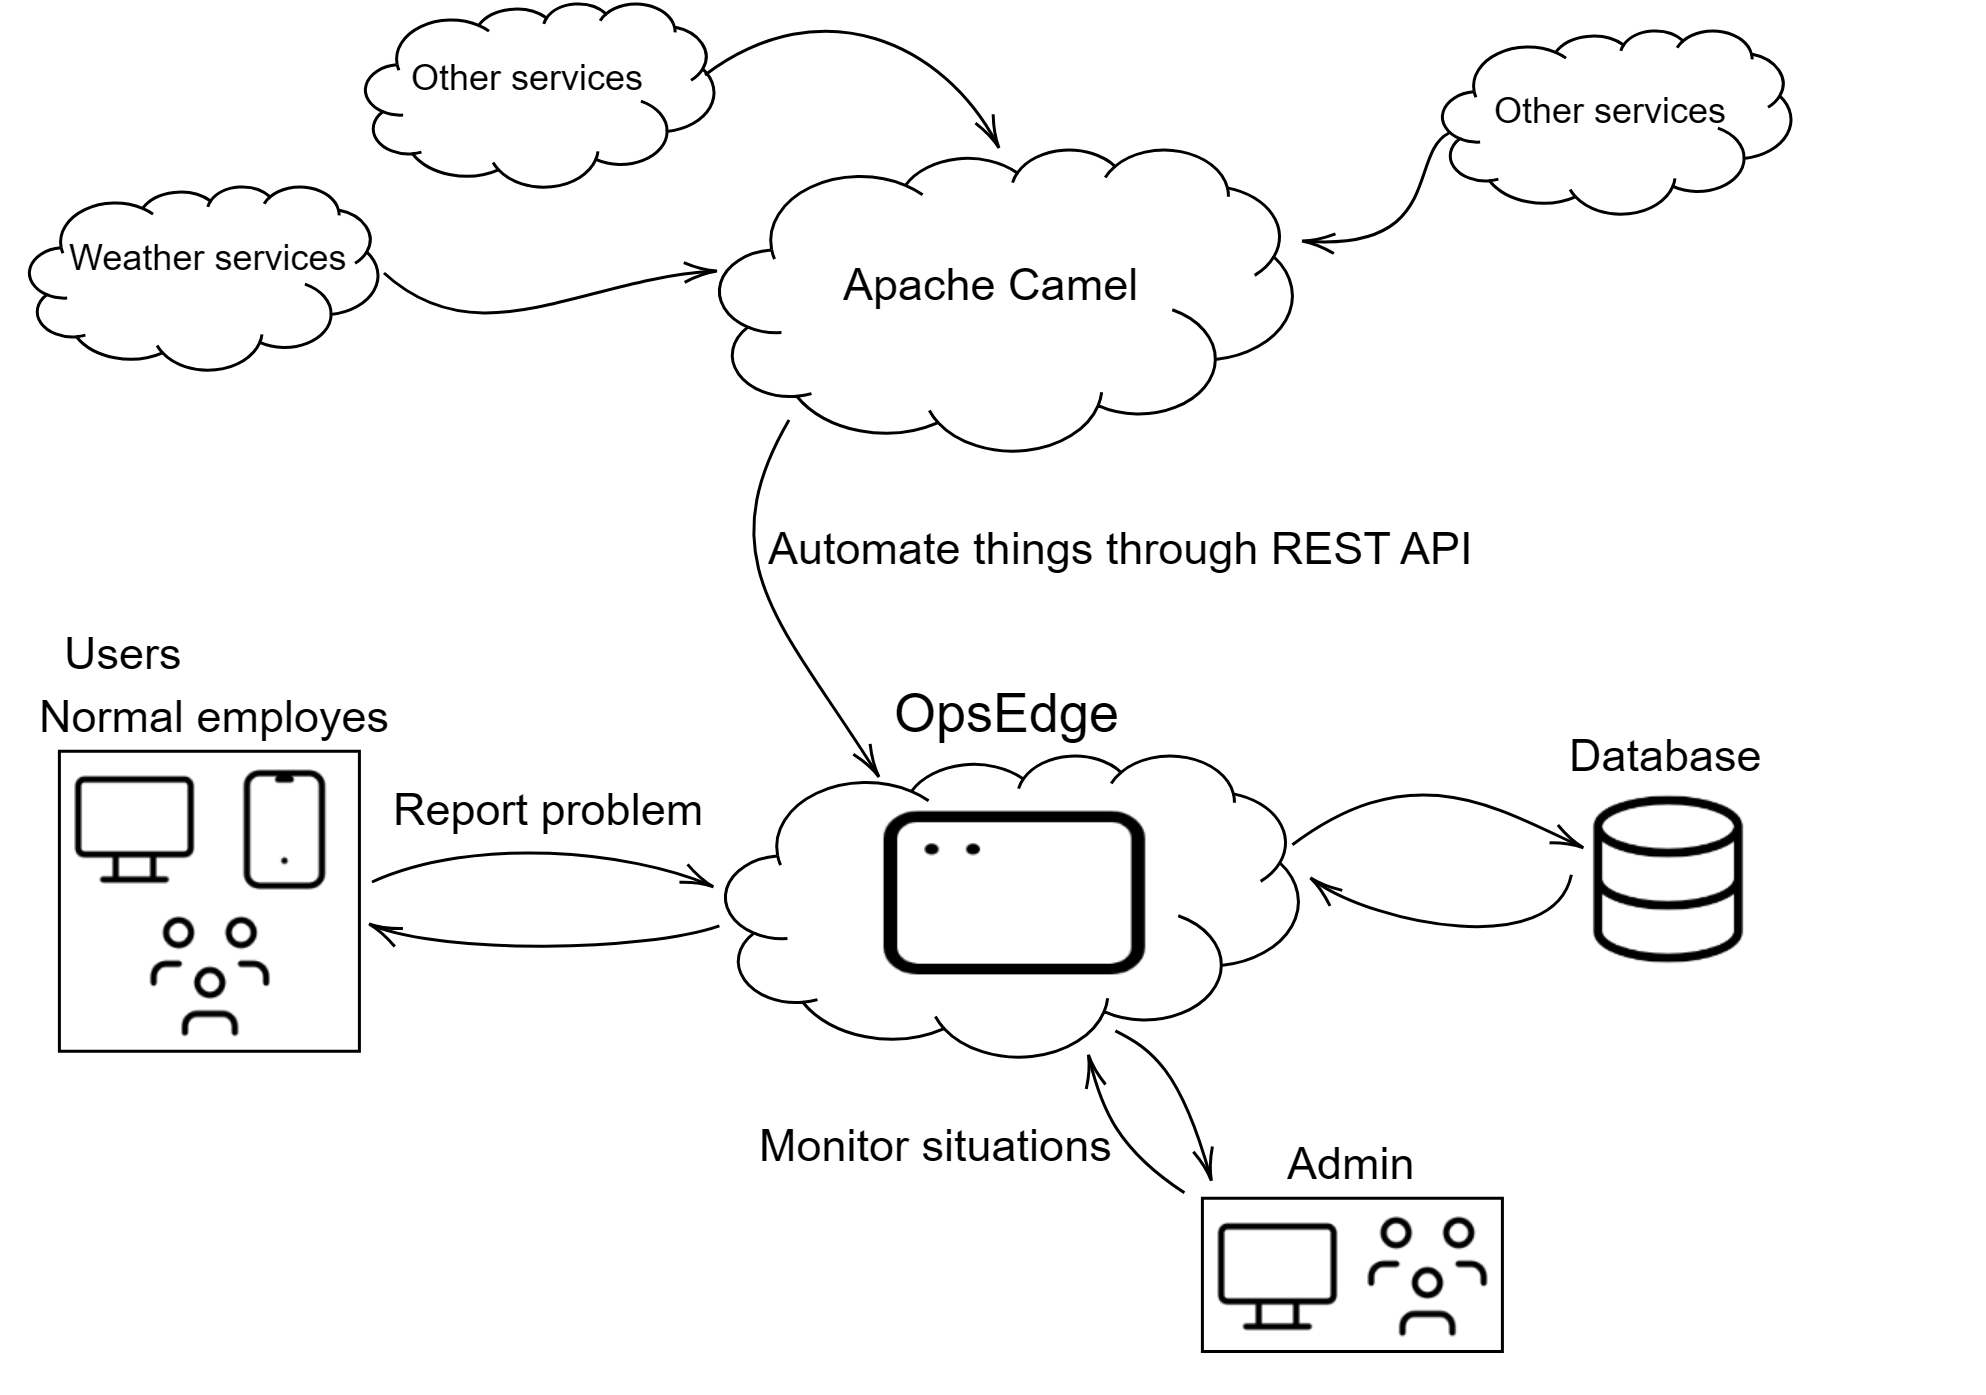 Other services
Other services
Weather services
Apache Camel
Automate things through REST API
Users
Normal employes
OpsEdge
Database
Report problem
Monitor situations
Admin